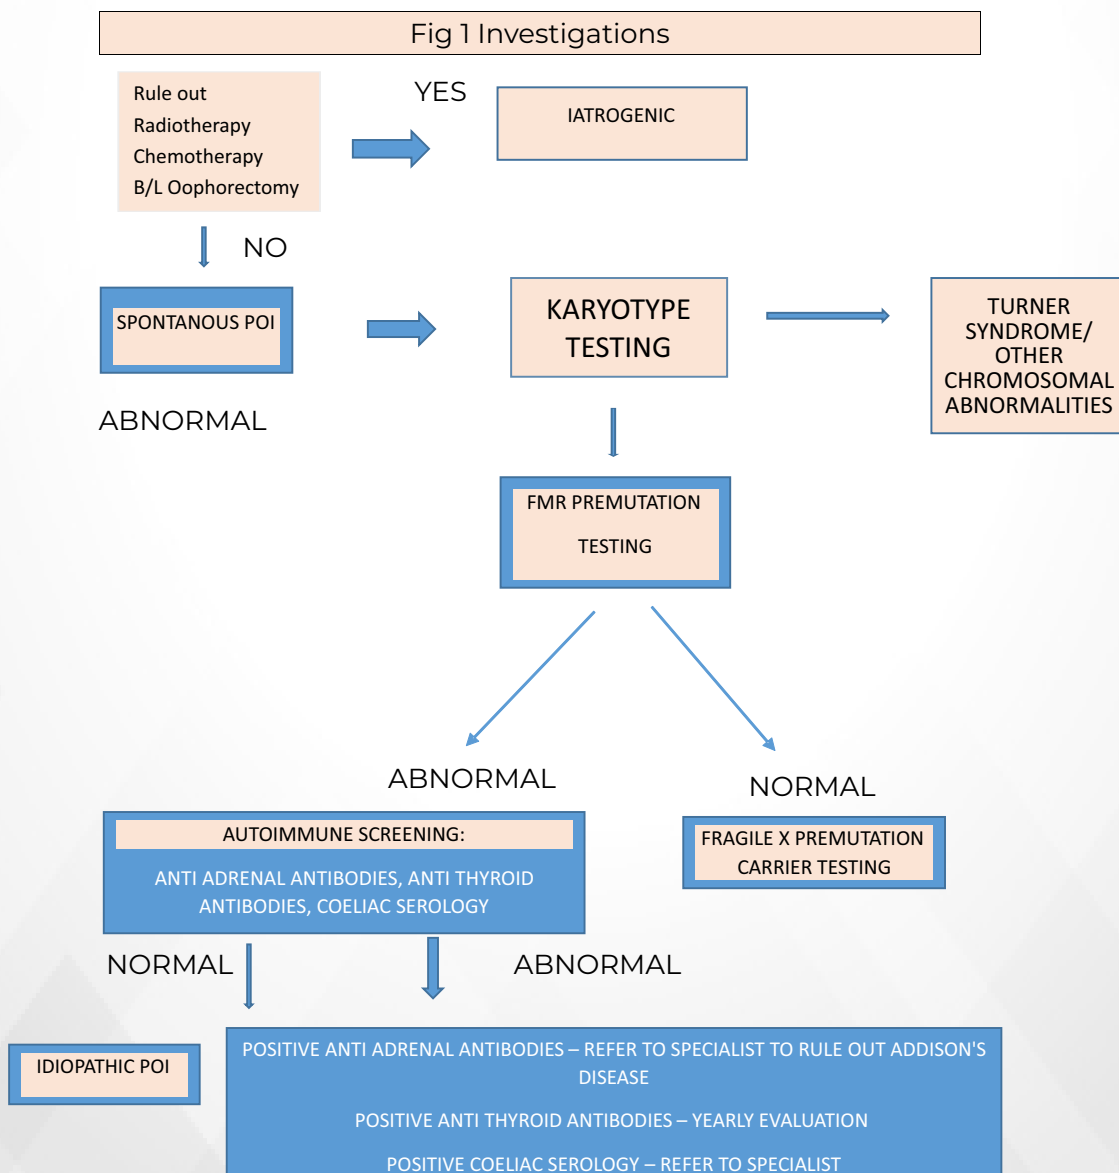 Fig 1 Investigations
Rule out
Radiotherapy
Chemotherapy
B/L Oophorectomy
YES
IATROGENIC
NO
SPONTANOUS POI
KARYOTYPE
TESTING
TURNER
SYNDROME/
OTHER
CHROMOSOMAL
ABNORMALITIES
ABNORMAL
FMR PREMUTATION
TESTING
ABNORMAL
NORMAL
AUTOIMMUNE SCREENING:
ANTI ADRENAL ANTIBODIES, ANTI THYROID
ANTIBODIES, COELIAC SEROLOGY
FRAGILE X PREMUTATION
CARRIER TESTING
NORMAL
ABNORMAL
IDIOPATHIC POI
POSITIVE ANTI ADRENAL ANTIBODIES – REFER TO SPECIALIST TO RULE OUT ADDISON'S
DISEASE
POSITIVE ANTI THYROID ANTIBODIES – YEARLY EVALUATION
POSITIVE COELIAC SEROLOGY – REFER TO SPECIALIST